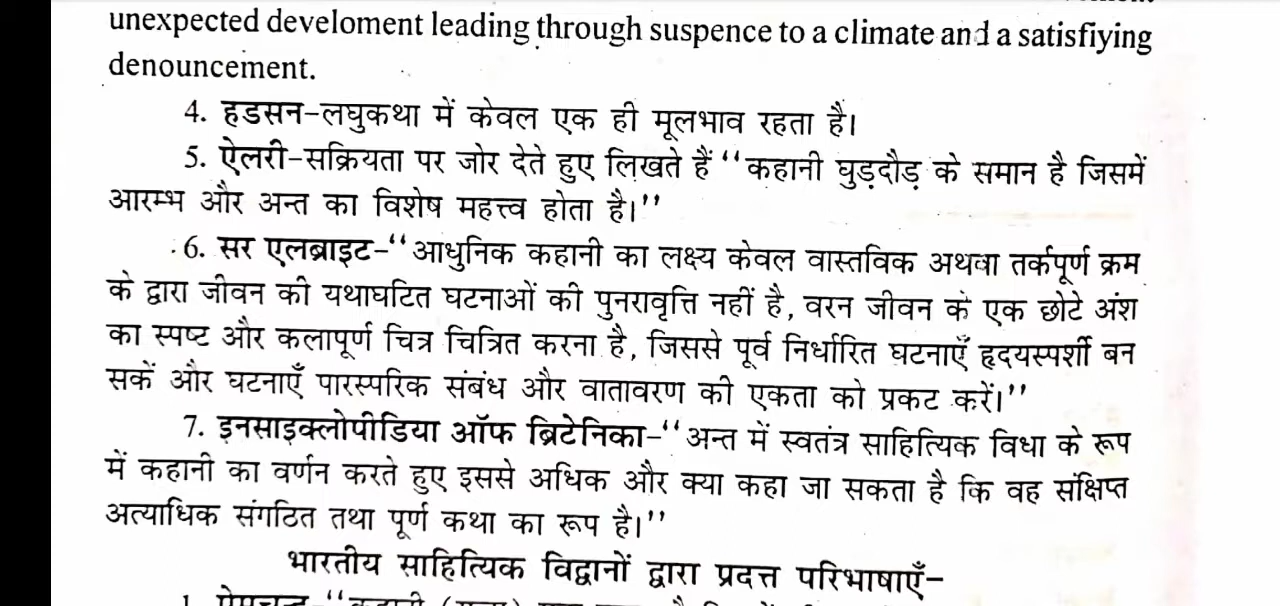 unexpected develoment leading through suspence to a climate and a satisfiying
denouncement.
4. हडसन–लघुकथा में केवल एक ही मूलभाव रहता है।
5. ऐलरी–सक्रियता पर जोर देते हुए लिखते हैं ‘‘कहानी घुड़दौड़ के समान है जिसमें
आरम्भ और अन्त का विशेष महत्त्व होता है।’’
6. सर एलब्राइट–‘‘आधुनिक कहानी का लक्ष्य केवल वास्तविक अथवा तर्कपूर्ण क्रम
के द्वारा जीवन की यथाघटित घटनाओं की पुनरावृत्ति नहीं है, वरन जीवन के एक छोटे अंश
का स्पष्ट और कलापूर्ण चित्र चित्रित करना है, जिससे पूर्व निर्धारित घटनाएँ हृदयस्पर्शी बन
सकें और घटनाएँ पारस्परिक संबंध और वातावरण की एकता को प्रकट करें।’’
7. इनसाइक्लोपीडिया ऑफ ब्रिटेनिका–‘‘अन्त में स्वतंत्र साहित्यिक विधा के रूप
में कहानी का वर्णन करते हुए इससे अधिक और क्या कहा जा सकता है कि वह संक्षिप्त
अत्याधिक संगठित तथा पूर्ण कथा का रूप है।’’
भारतीय साहित्यिक विद्वानों द्वारा प्रदत्त परिभाषाएँ–
1. प्रेमचन्द–‘‘कहानी